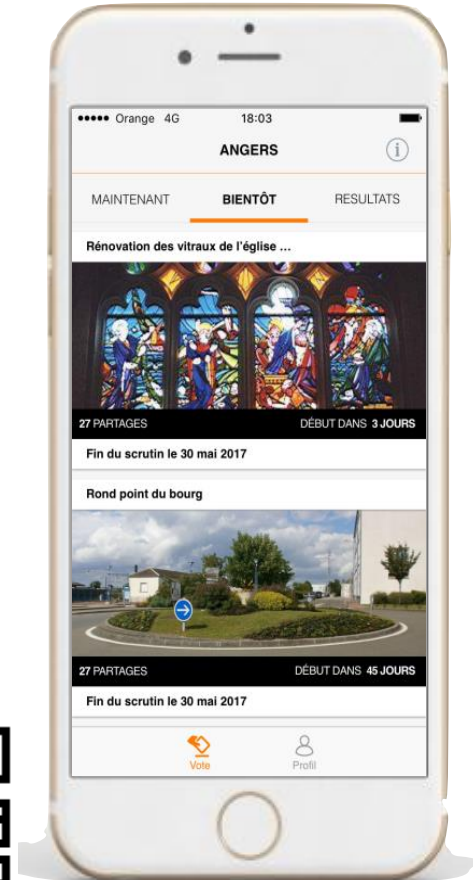 Orange 4G 18:03
ANGERS
MAINTENANT BIENTÔT RESULTATS
Rénovation des vitraux de l'église ...
27 PARTAGES DÉBUT DANS 3 JOURS
Fin du scrutin le 30 mai 2017
Rond point du bourg
27 PARTAGES DÉBUT DANS 45 JOURS
Fin du scrutin le 30 mai 2017
Vote Profil